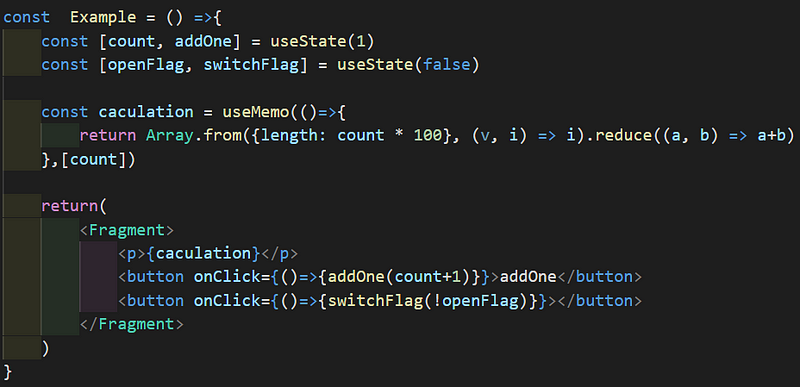 const  Example = () =>{
    const [count, addOne] = useState(1)
    const [openFlag, switchFlag] = useState(false)

    const caculation = useMemo(()=>{
        return Array.from({length: count * 100}, (v, i) => i).reduce((a, b) => a+b)
    },[count])

    return(
        <Fragment>
            <p>{caculation}</p>
            <button onClick={()=>{addOne(count+1)}}>addOne</button>
            <button onClick={()=>{switchFlag(!openFlag)}}></button>
        </Fragment>
    )
}